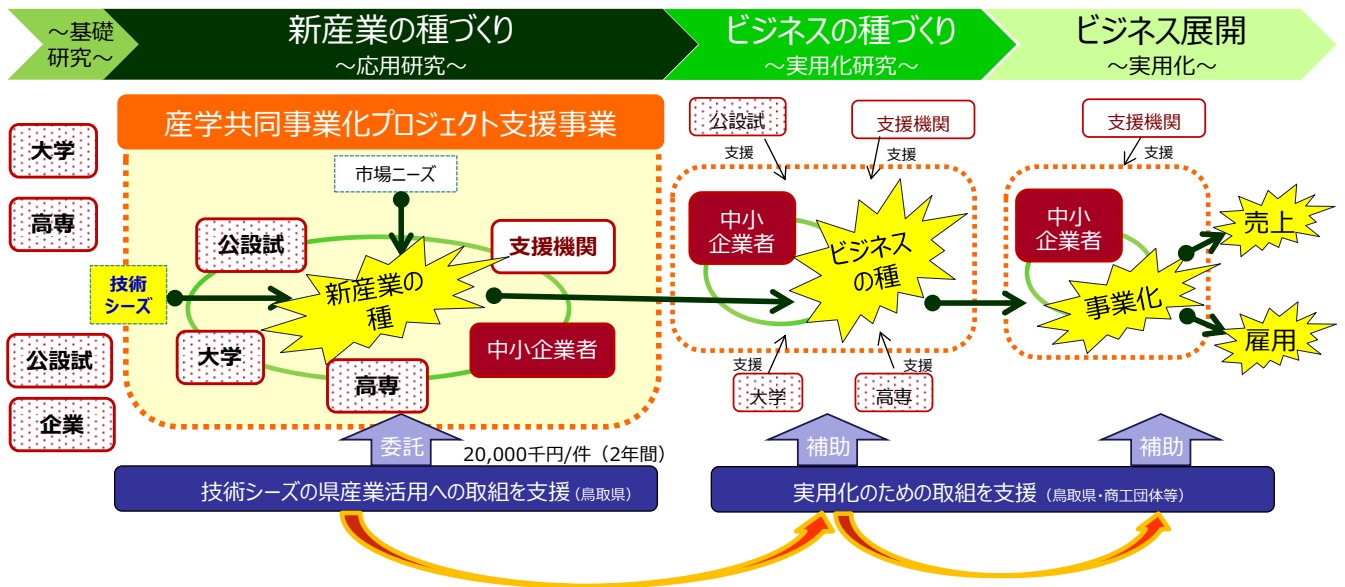 ～基礎
研究～
新産業の種づくり
～応用研究～
ビジネスの種づくり
～実用化研究～
ビジネス展開
～実用化～
産学共同事業化プロジェクト支援事業
大学
高専
公設試
企業
技術
シーズ
市場ニーズ
公設試
支援機関
新産業の
種
大学
高専
中小企業者
公設試
支援機関
支援
支援
中小
企業者
ビジネス
の種
支援
支援
大学
高専
支援機関
支援
中小
企業者
事業化
売上
雇用
委託
20,000千円/件（2年間）
補助
補助
技術シーズの県産業活用への取組を支援（鳥取県）
実用化のための取組を支援（鳥取県・商工団体等）